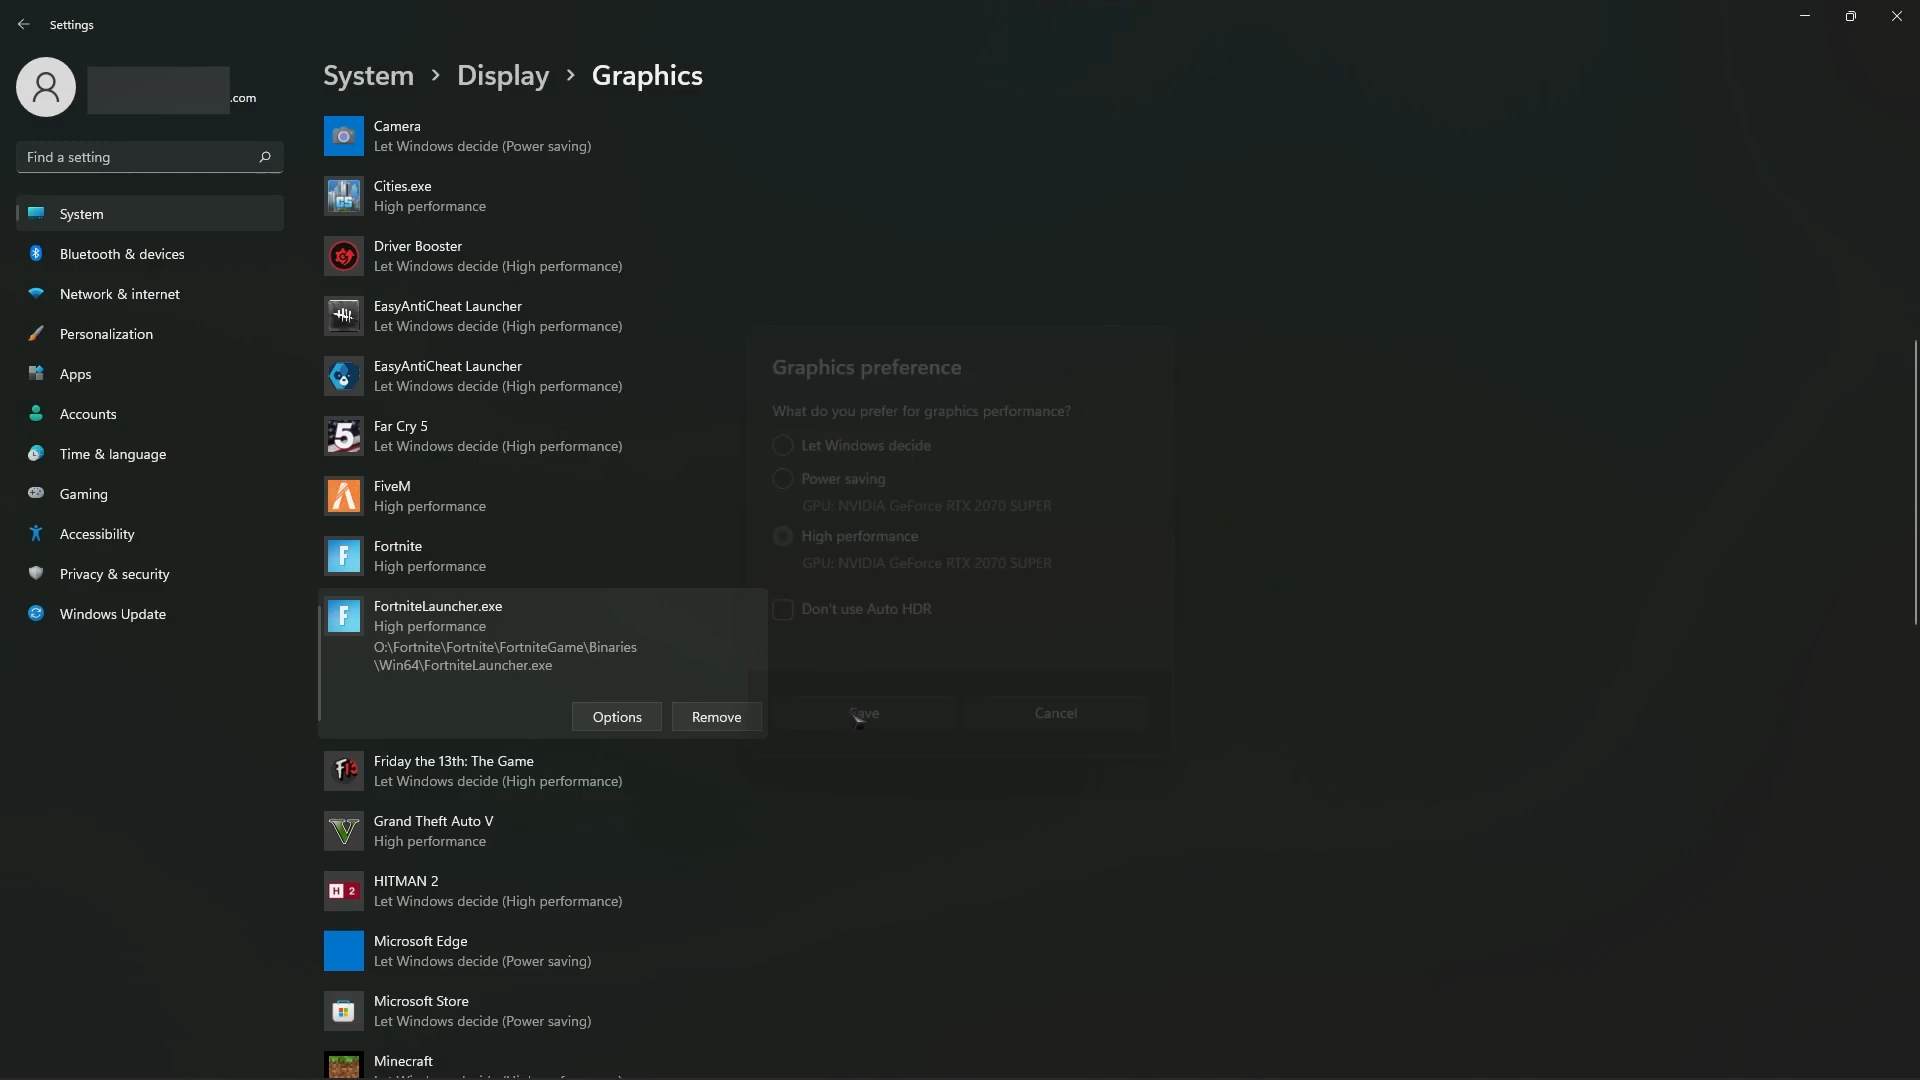 Settings
.com
Find a setting
System
Bluetooth & devices
Network & internet
Personalization
Apps
Accounts
Time & language
Gaming
Accessibility
Privacy & security
Windows Update
System > Display > Graphics
Camera
Let Windows decide (Power saving)
Cities.exe
High performance
Driver Booster
Let Windows decide (High performance)
EasyAntiCheat Launcher
Let Windows decide (High performance)
EasyAntiCheat Launcher
Let Windows decide (High performance)
Far Cry 5
Let Windows decide (High performance)
FiveM
High performance
Fortnite
High performance
FortniteLauncher.exe
High performance
O:\Fortnite\Fortnite\FortniteGame\Binaries
\Win64\FortniteLauncher.exe
Options Remove
Friday the 13th: The Game
Let Windows decide (High performance)
Grand Theft Auto V
High performance
HITMAN 2
Let Windows decide (High performance)
Microsoft Edge
Let Windows decide (Power saving)
Microsoft Store
Let Windows decide (Power saving)
Minecraft
Graphics preference
What do you prefer for graphics performance?
Let Windows decide
Power saving
GPU: NVIDIA GeForce RTX 2070 SUPER
High performance
GPU: NVIDIA GeForce RTX 2070 SUPER
Don't use Auto HDR
Save Cancel